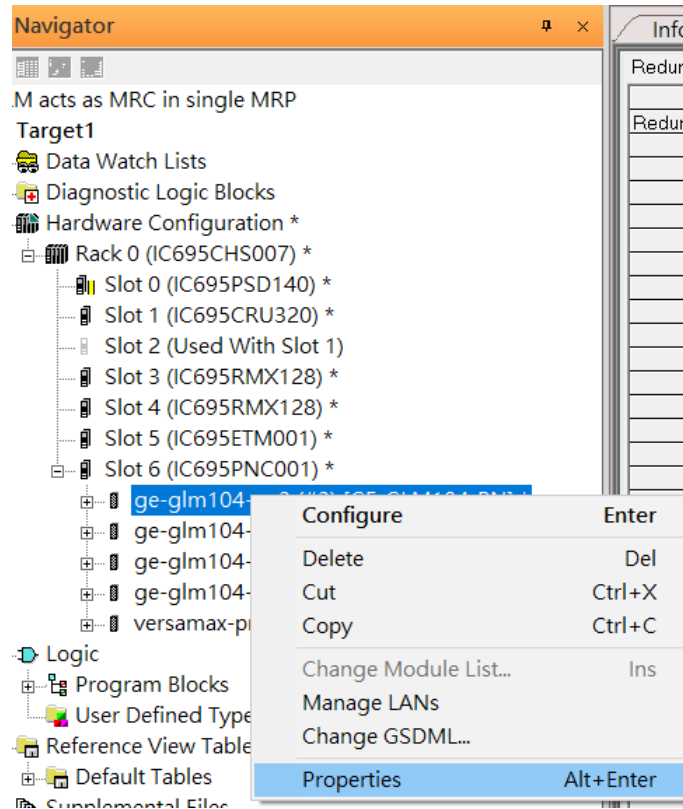 Navigator
Info
Redun
.M acts as MRC in single MRP
Redun
Target1
Data Watch Lists
Diagnostic Logic Blocks
Hardware Configuration *
Rack 0 (IC695CHS007) *
Slot 0 (IC695PSD140) *
Slot 1 (IC695CRU320) *
Slot 2 (Used With Slot 1)
Slot 3 (IC695RMX128) *
Slot 4 (IC695RMX128) *
Slot 5 (IC695ETM001) *
Slot 6 (IC695PNC001) *
ge-glm104-
ge-glm104-
ge-glm104-
ge-glm104-
versamax-pr
Configure Enter
Delete Del
Cut Ctrl+X
Copy Ctrl+C
Change Module List... Ins
Manage LANs
Change GSDML...
Properties Alt+Enter
Logic
Program Blocks
User Defined Type
Reference View Table
Default Tables
Supplemental Files